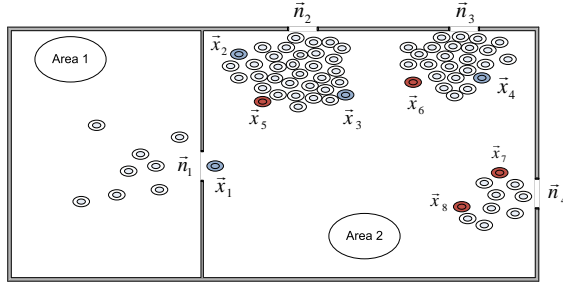 n⃗₂
n⃗₃
x⃗₂
Area 1
x⃗₄
x⃗₅
x⃗₃
x⃗₆
n⃗₁
x⃗₇
x⃗₁
x⃗₈
Area 2